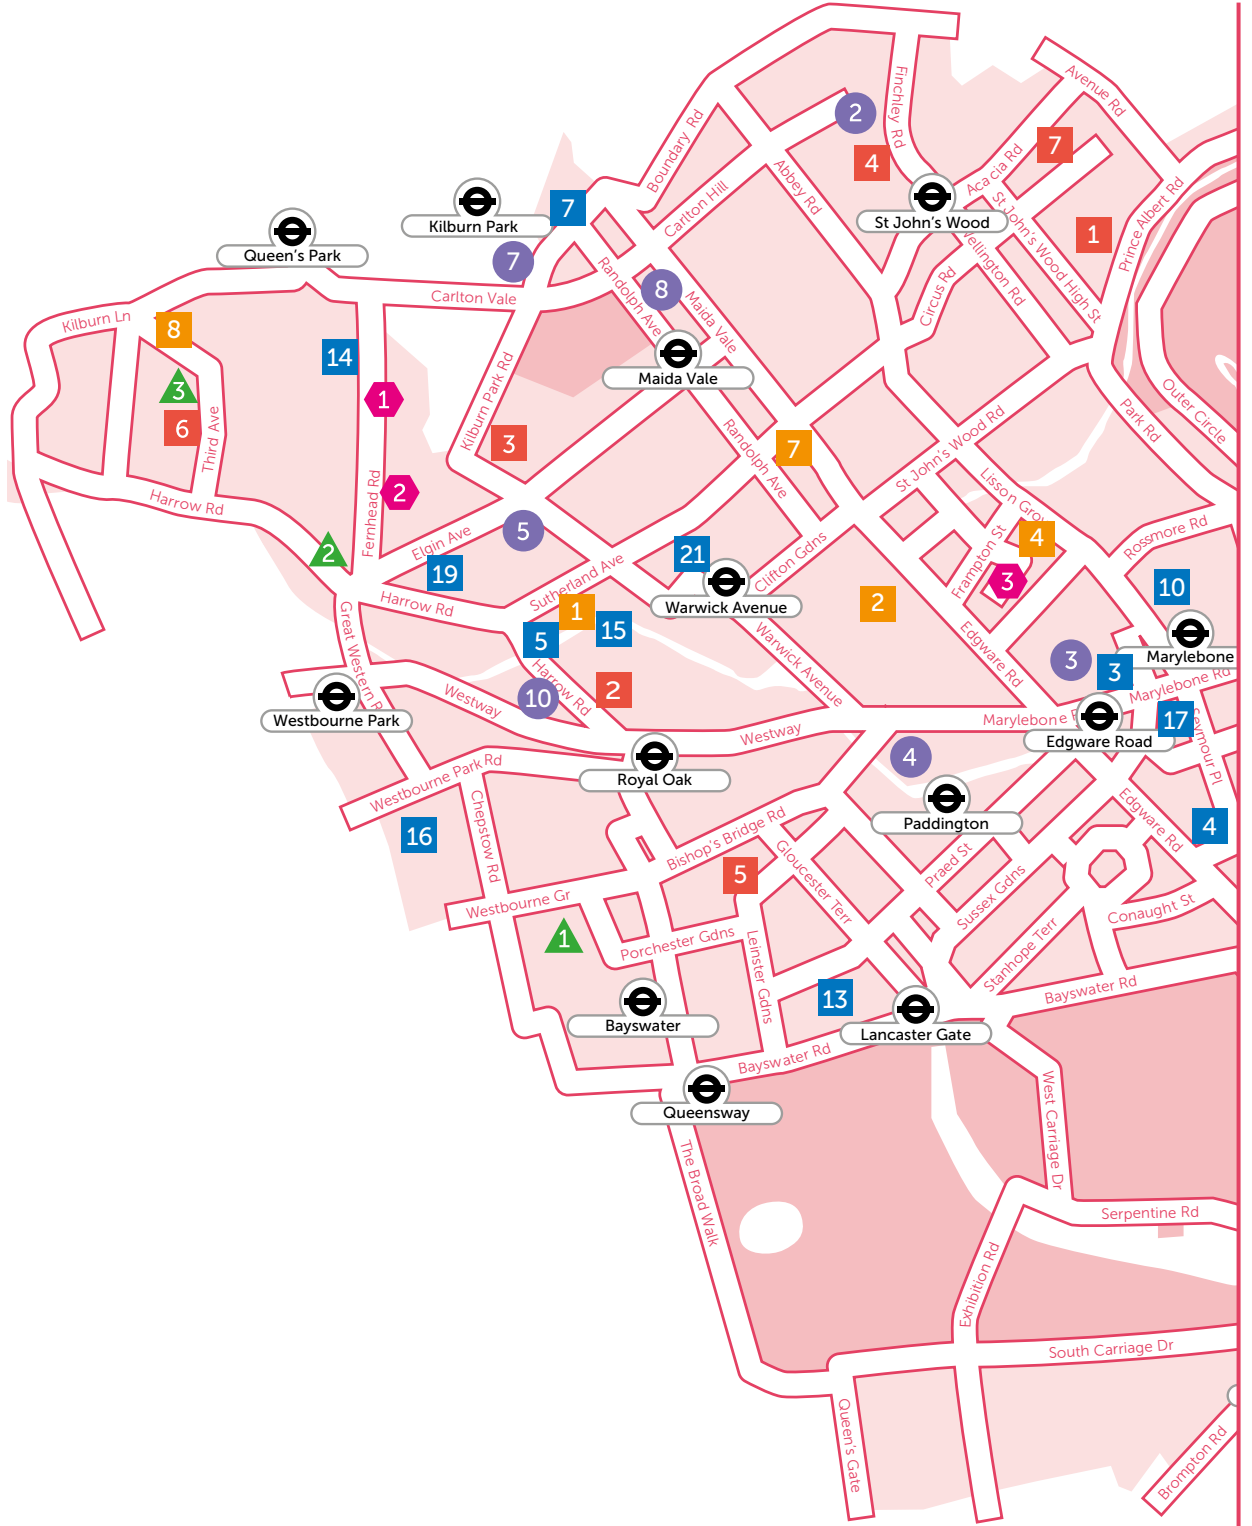 Finchley Rd
Avenue Rd
2
Boundary Rd
4
7
Acacia Rd
Abbey Rd
Carlton Hill
St John's Wood
St John's Wood High St
Prince Albert Rd
1
Wellington Rd
Circus Rd
Kilburn Park
7
7
Queen's Park
Carlton Vale
Randolph Ave
8
Maida Vale
Maida Vale
Kilburn Ln
8
14
3
1
6
Third Ave
Kilburn Park Rd
3
Randolph Ave
7
Outer Circle
Park Rd
St John's Wood Rd
Lisson Gro
Harrow Rd
2
Fernhead Rd
2
Elgin Ave
5
19
Sutherland Ave
21
Clifton Gdns
Warwick Avenue
2
Frampton St
4
3
Rossmore Rd
10
Marylebone
Harrow Rd
1
15
5
Harrow Rd
2
10
Warwick Avenue
Edgware Rd
3
3
Marylebone Rd
17
Edgware Road
Marylebone
Seymour Pl
Great Western R
Westbourne Park
Westway
Westway
Royal Oak
4
Paddington
Westbourne Park Rd
16
Chepstow Rd
Bishop's Bridge Rd
5
Gloucester Terr
Praed St
Sussex Gdns
Edgware Rd
4
Conaught St
Stanhope Terr
Westbourne Gr
1
Porchester Gdns
Leinster Gdns
13
Bayswater
Lancaster Gate
Bayswater Rd
Bayswater Rd
Queensway
The Broad Walk
West Carriage Dr
Serpentine Rd
Exhibition Rd
South Carriage Dr
Queen's Gate
Brompton Rd